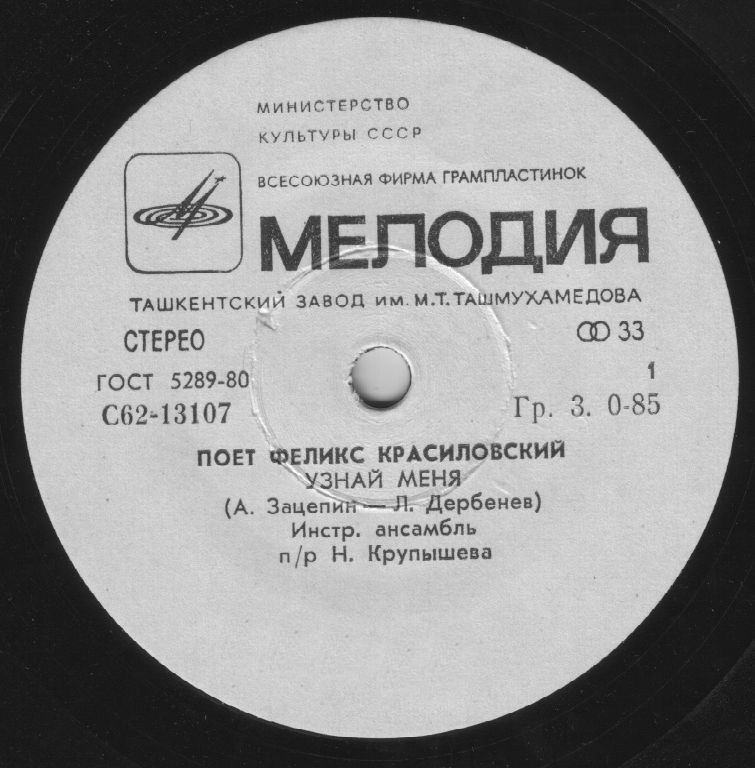 МИНИСТЕРСТВО
КУЛЬТУРЫ СССР
ВСЕСОЮЗНАЯ ФИРМА ГРАМПЛАСТИНОК
МЕЛОДИЯ
ТАШКЕНТСКИЙ ЗАВОД ИМ. М.Т. ТАШМУХАМЕДОВА
СТЕРЕО 33
ГОСТ 5289-80 1
С62-13107 Гр. 3. 0-85
ПОЕТ ФЕЛИКС КРАСИЛОВСКИЙ
УЗНАЙ МЕНЯ
(А. Зацепин — Л. Дербенев)
Инстр. ансамбль
п/р Н. Крупышева